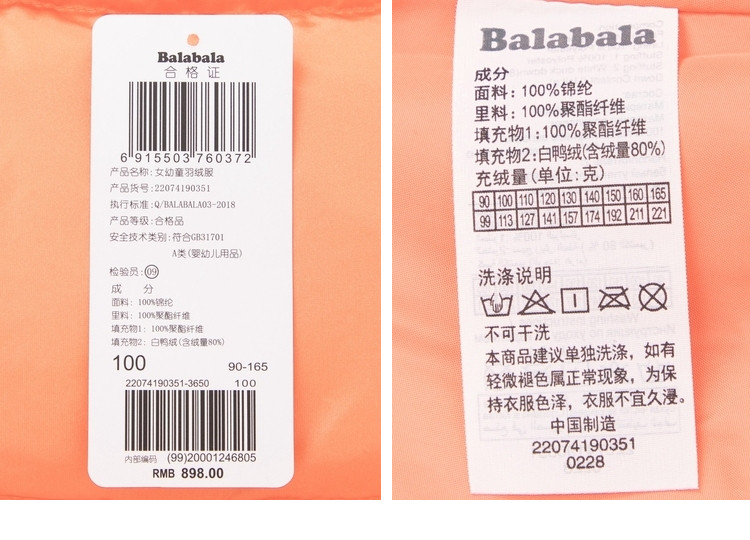 Balabala
合格证
6 915503 760372
产品名称:女幼童羽绒服
产品货号:22074190351
执行标准:Q/BALABALA03-2018
产品等级:合格品
安全技术类别:符合GB31701
A类(婴幼儿用品)
检验员:09
成 分
面料: 100%锦纶
里料: 100%聚酯纤维
填充物1: 100%聚酯纤维
填充物2: 白鸭绒(含绒量80%)
100 90-165
22074190351-3650 100
内部编码 (99)20001246805
RMB 898.00
Balabala
成分
面料: 100%锦纶
里料: 100%聚酯纤维
填充物1:100%聚酯纤维
填充物2:白鸭绒(含绒量80%)
充绒量(单位:克)
90 100 110 120 130 140 150 160 165
99 113 127 141 157 174 192 211 221
洗涤说明
不可干洗
本商品建议单独洗涤，如有
轻微褪色属正常现象，为保
持衣服色泽，衣服不宜久浸。
中国制造
22074190351
0228